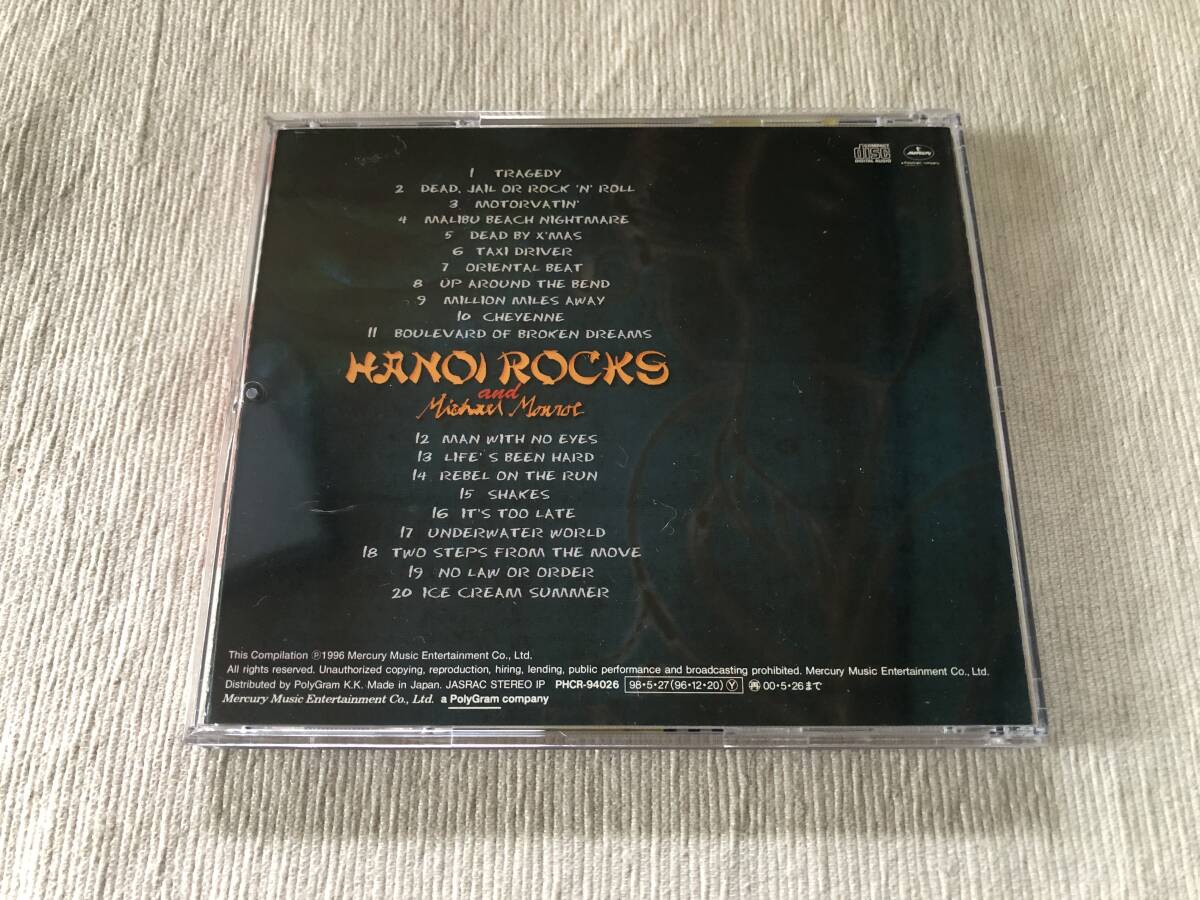 COMPACT
disc
DIGITAL AUDIO
1 TRAGEDY
2 DEAD, JAIL OR ROCK 'N' ROLL
3 MOTORVATIN'
4 MALIBU BEACH NIGHTMARE
5 DEAD BY X'MAS
6 TAXI DRIVER
7 ORIENTAL BEAT
8 UP AROUND THE BEND
9 MILLION MILES AWAY
10 CHEYENNE
11 BOULEVARD OF BROKEN DREAMS
HANOI ROCKS
and
Michael Monroe
12 MAN WITH NO EYES
13 LIFE'S BEEN HARD
14 REBEL ON THE RUN
15 SHAKES
16 IT'S TOO LATE
17 UNDERWATER WORLD
18 TWO STEPS FROM THE MOVE
19 NO LAW OR ORDER
20 ICE CREAM SUMMER
This Compilation ℗1996 Mercury Music Entertainment Co., Ltd.
All rights reserved. Unauthorized copying, reproduction, hiring, lending, public performance and broadcasting prohibited. Mercury Music Entertainment Co., Ltd.
Distributed by PolyGram K.K. Made in Japan. JASRAC STEREO IP PHCR-94026 98・5・27(96・12・20)Ⓨ ㊢00・5・26まで
Mercury Music Entertainment Co., Ltd. a PolyGram company